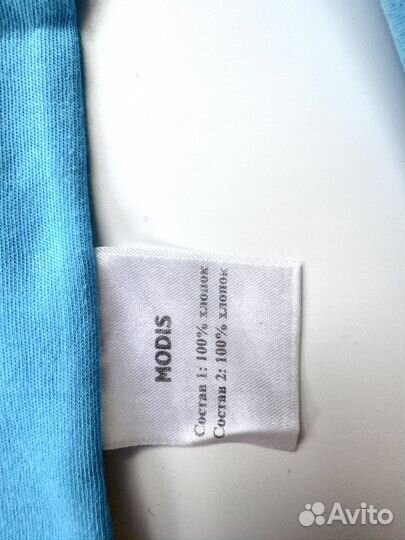 MODIS
Состав 1: 100% хлопок
Состав 2: 100% хлопок
Avito